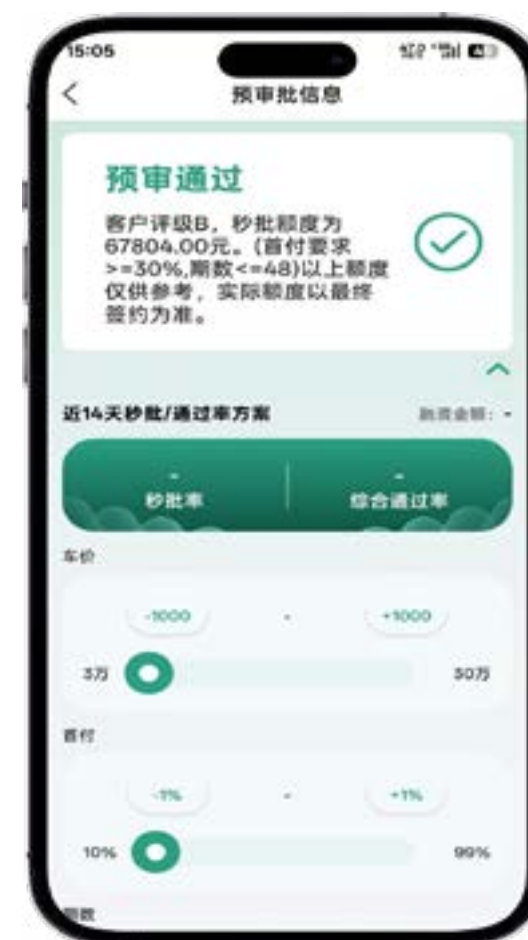 15:05
预审批信息
预审通过
客户评级B，秒批额度为
67804.00元。(首付要求
>=30%,期数<=48)以上额度
仅供参考，实际额度以最终
签约为准。
近14天秒批/通过率方案 融资金额: -
- -
秒批率 综合通过率
车价
-1000 - +1000
3万 30万
首付
-1% - +1%
10% 99%
期数